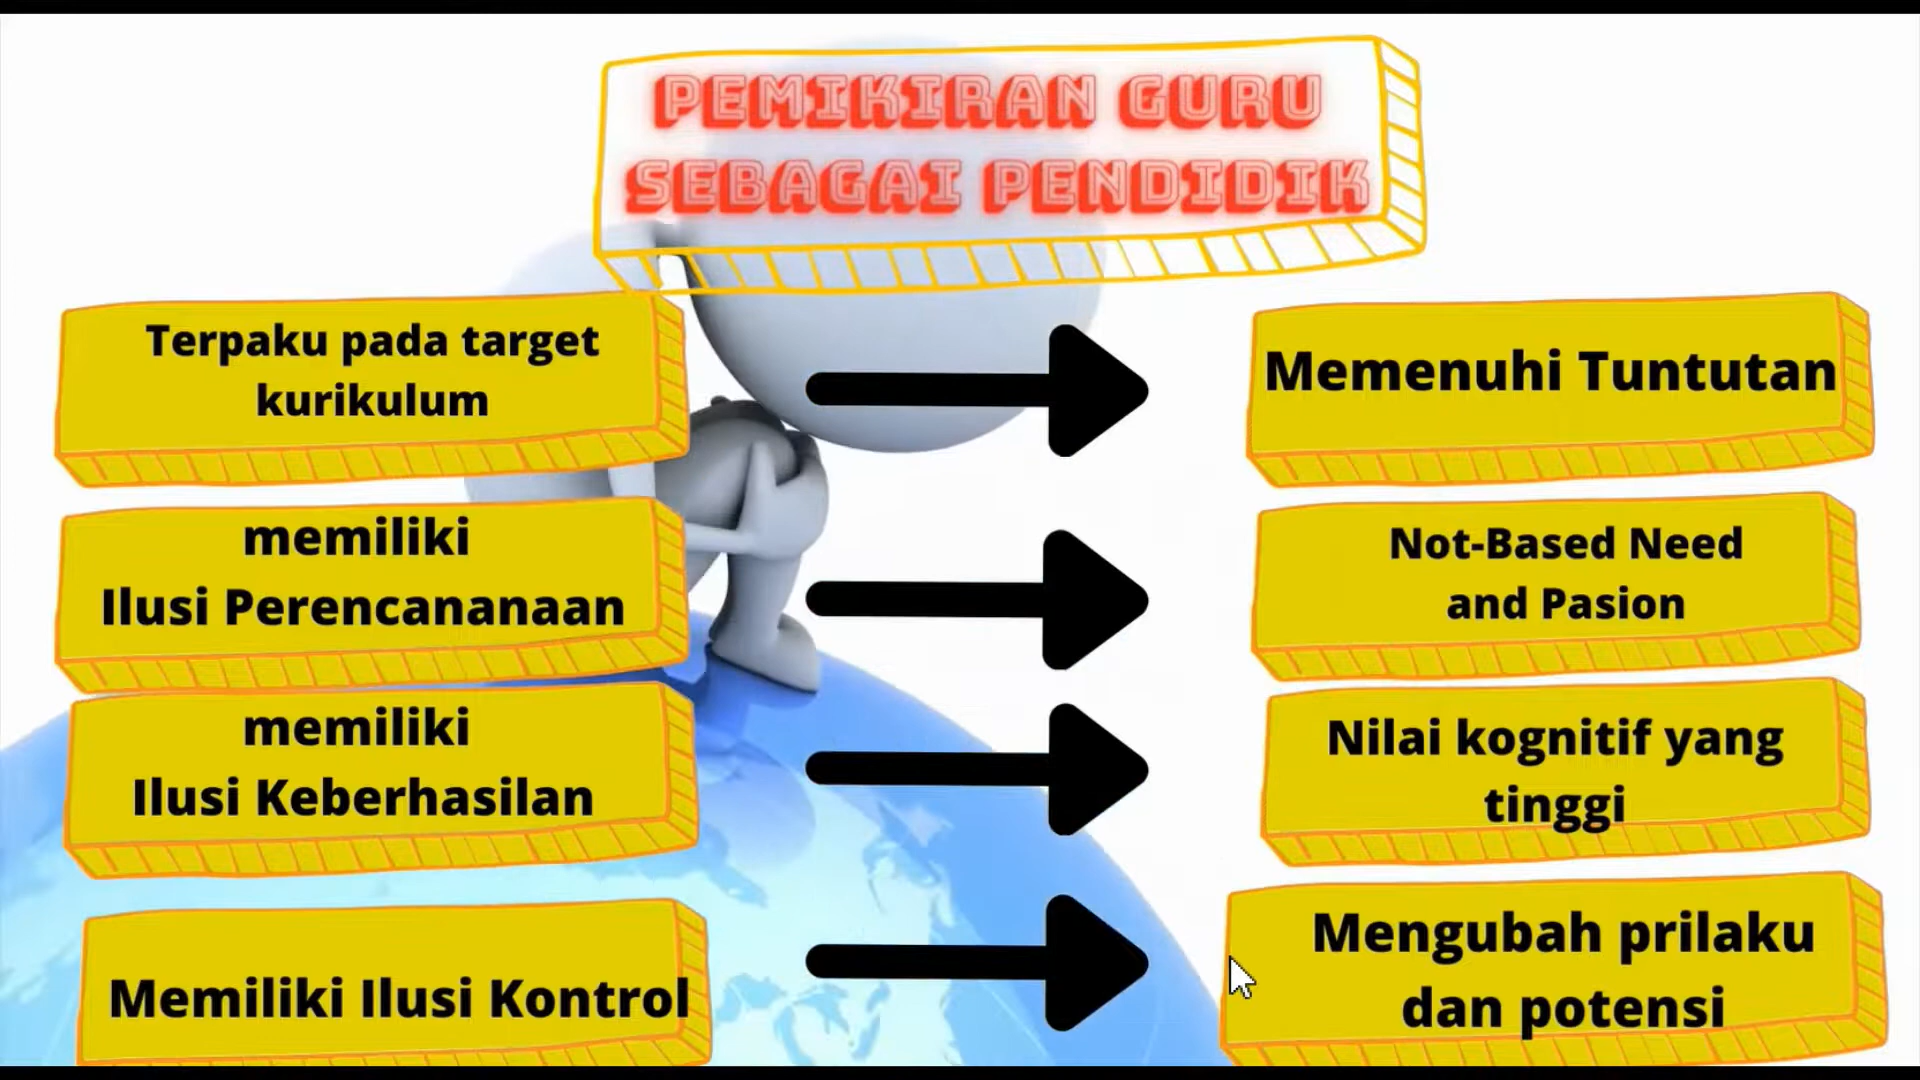 PEMIKIRAN GURU
SEBAGAI PENDIDIK
Terpaku pada target
kurikulum
Memenuhi Tuntutan
memiliki
Ilusi Perencananaan
Not-Based Need
and Pasion
memiliki
Ilusi Keberhasilan
Nilai kognitif yang
tinggi
Memiliki Ilusi Kontrol
Mengubah prilaku
dan potensi